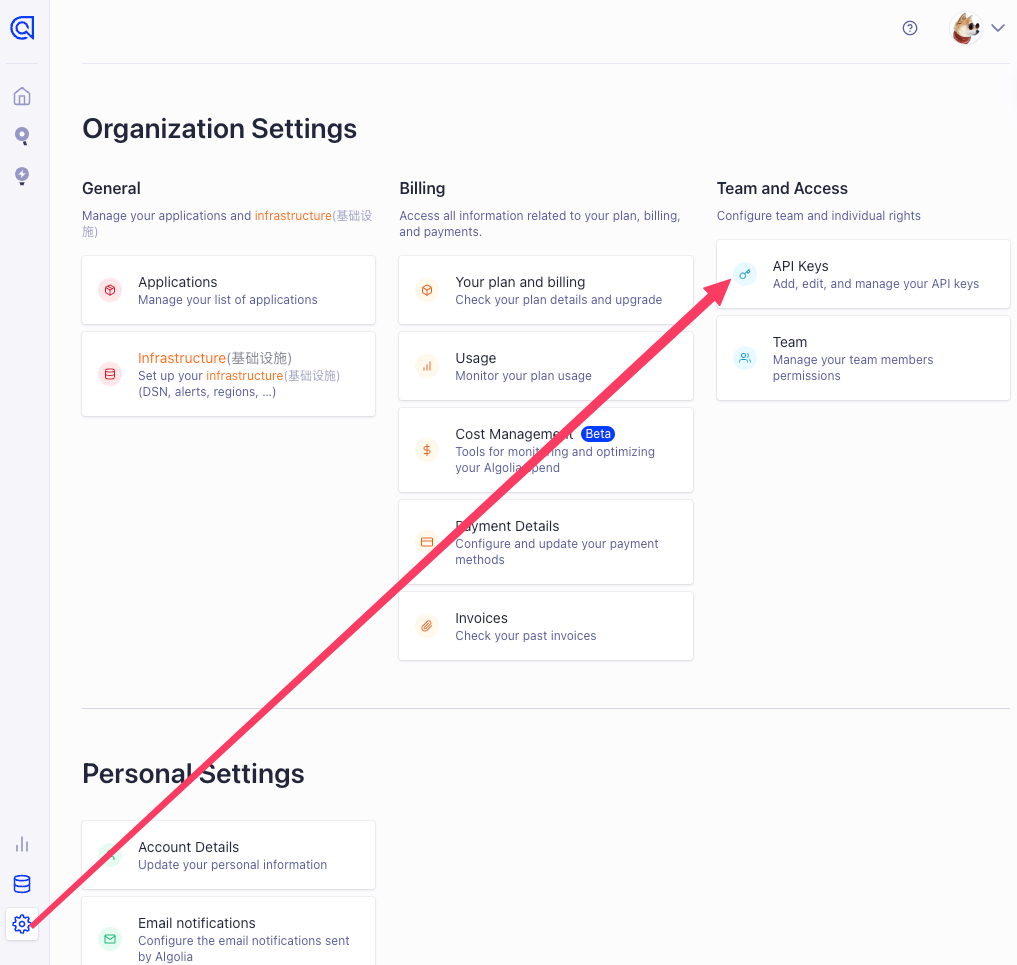 Organization Settings
General
Manage your applications and infrastructure(基础设
施)
Applications
Manage your list of applications
Infrastructure(基础设施)
Set up your infrastructure(基础设施)
(DSN, alerts, regions, ...)
Billing
Access all information related to your plan, billing,
and payments.
Your plan and billing
Check your plan details and upgrade
Usage
Monitor your plan usage
Cost Management Beta
Tools for monitoring and optimizing
your Algolia spend
Payment Details
Configure and update your payment
methods
Invoices
Check your past invoices
Team and Access
Configure team and individual rights
API Keys
Add, edit, and manage your API keys
Team
Manage your team members
permissions
Personal Settings
Account Details
Update your personal information
Email notifications
Configure the email notifications sent
by Algolia